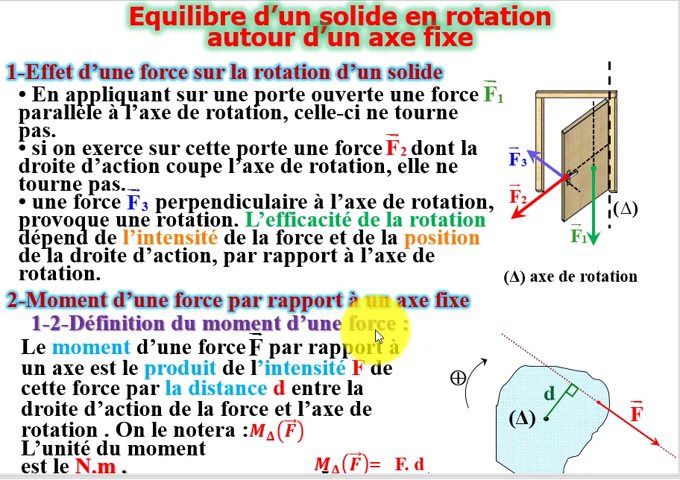 Equilibre d'un solide en rotation
autour d'un axe fixe
1-Effet d'une force sur la rotation d'un solide
• En appliquant sur une porte ouverte une force F₁
parallèle à l'axe de rotation, celle-ci ne tourne
pas.
• si on exerce sur cette porte une force F₂ dont la
droite d'action coupe l'axe de rotation, elle ne
tourne pas.
• une force F₃ perpendiculaire à l'axe de rotation,
provoque une rotation. L'efficacité de la rotation
dépend de l'intensité de la force et de la position
de la droite d'action, par rapport à l'axe de
rotation.
F₃
F₂
F₁
(Δ)
(Δ) axe de rotation
2-Moment d'une force par rapport à un axe fixe
1-2-Définition du moment d'une force :
Le moment d'une force F par rapport à
un axe est le produit de l'intensité F de
cette force par la distance d entre la
droite d'action de la force et l'axe de
rotation . On le notera : M_Δ(F)
L'unité du moment
est le N.m .
M_Δ(F)= F. d
⊕
d
(Δ)
F